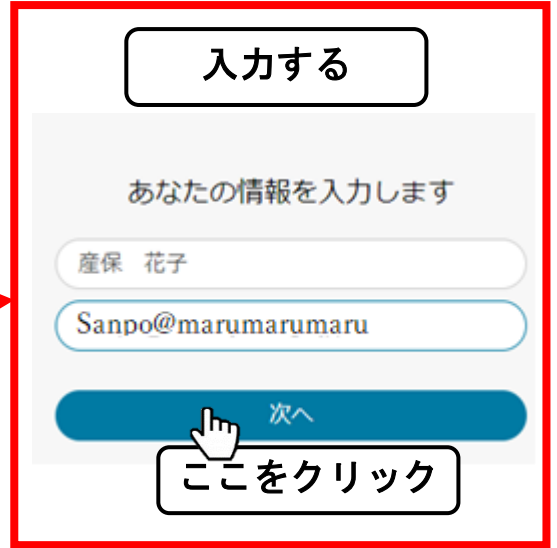 入力する
あなたの情報を入力します
産保　花子
Sanpo@marumarumaru
次へ
ここをクリック